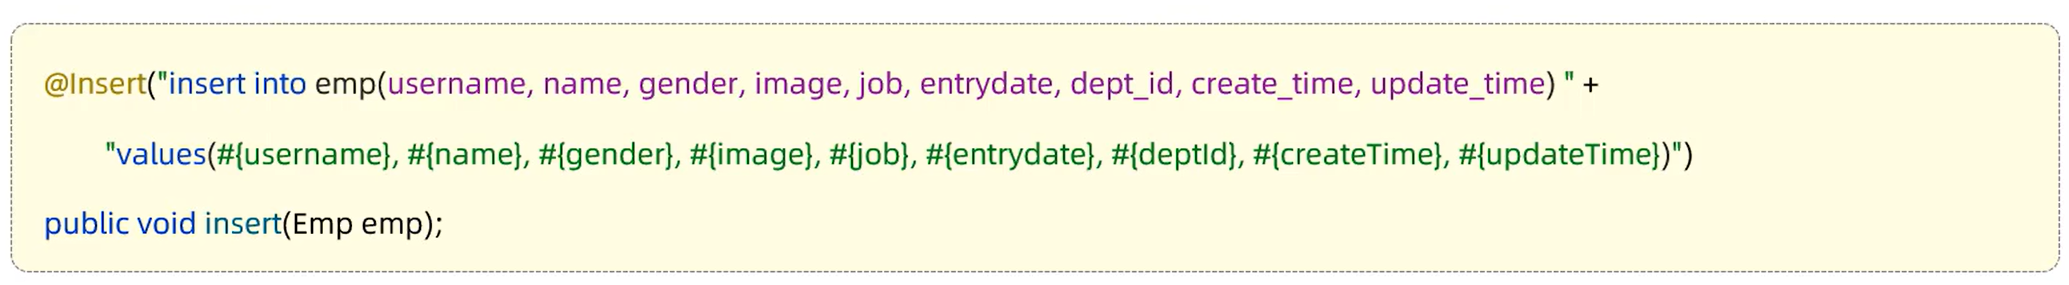 @Insert("insert into emp(username, name, gender, image, job, entrydate, dept_id, create_time, update_time) " +
"values(#{username}, #{name}, #{gender}, #{image}, #{job}, #{entrydate}, #{deptId}, #{createTime}, #{updateTime})")
public void insert(Emp emp);